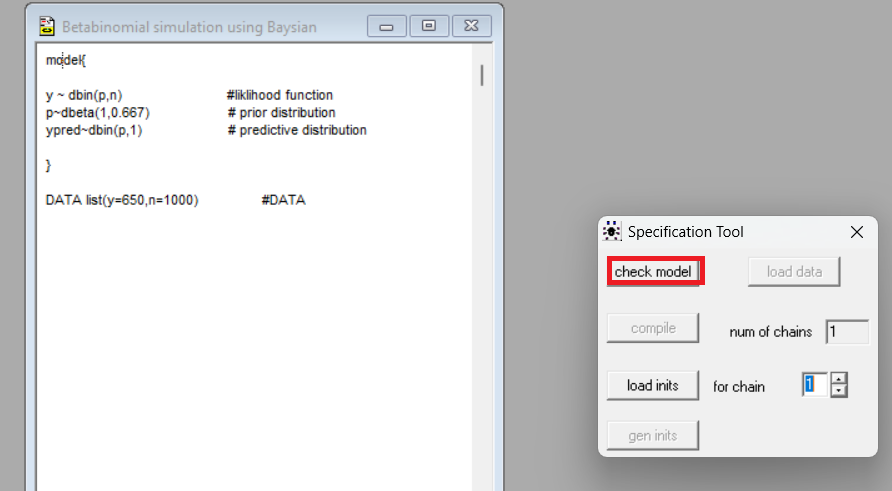 Betabinomial simulation using Baysian
model{
y ~ dbin(p,n) #liklihood function
p~dbeta(1,0.667) # prior distribution
ypred~dbin(p,1) # predictive distribution
}
DATA list(y=650,n=1000) #DATA
Specification Tool
check model load data
compile num of chains 1
load inits for chain 1
gen inits